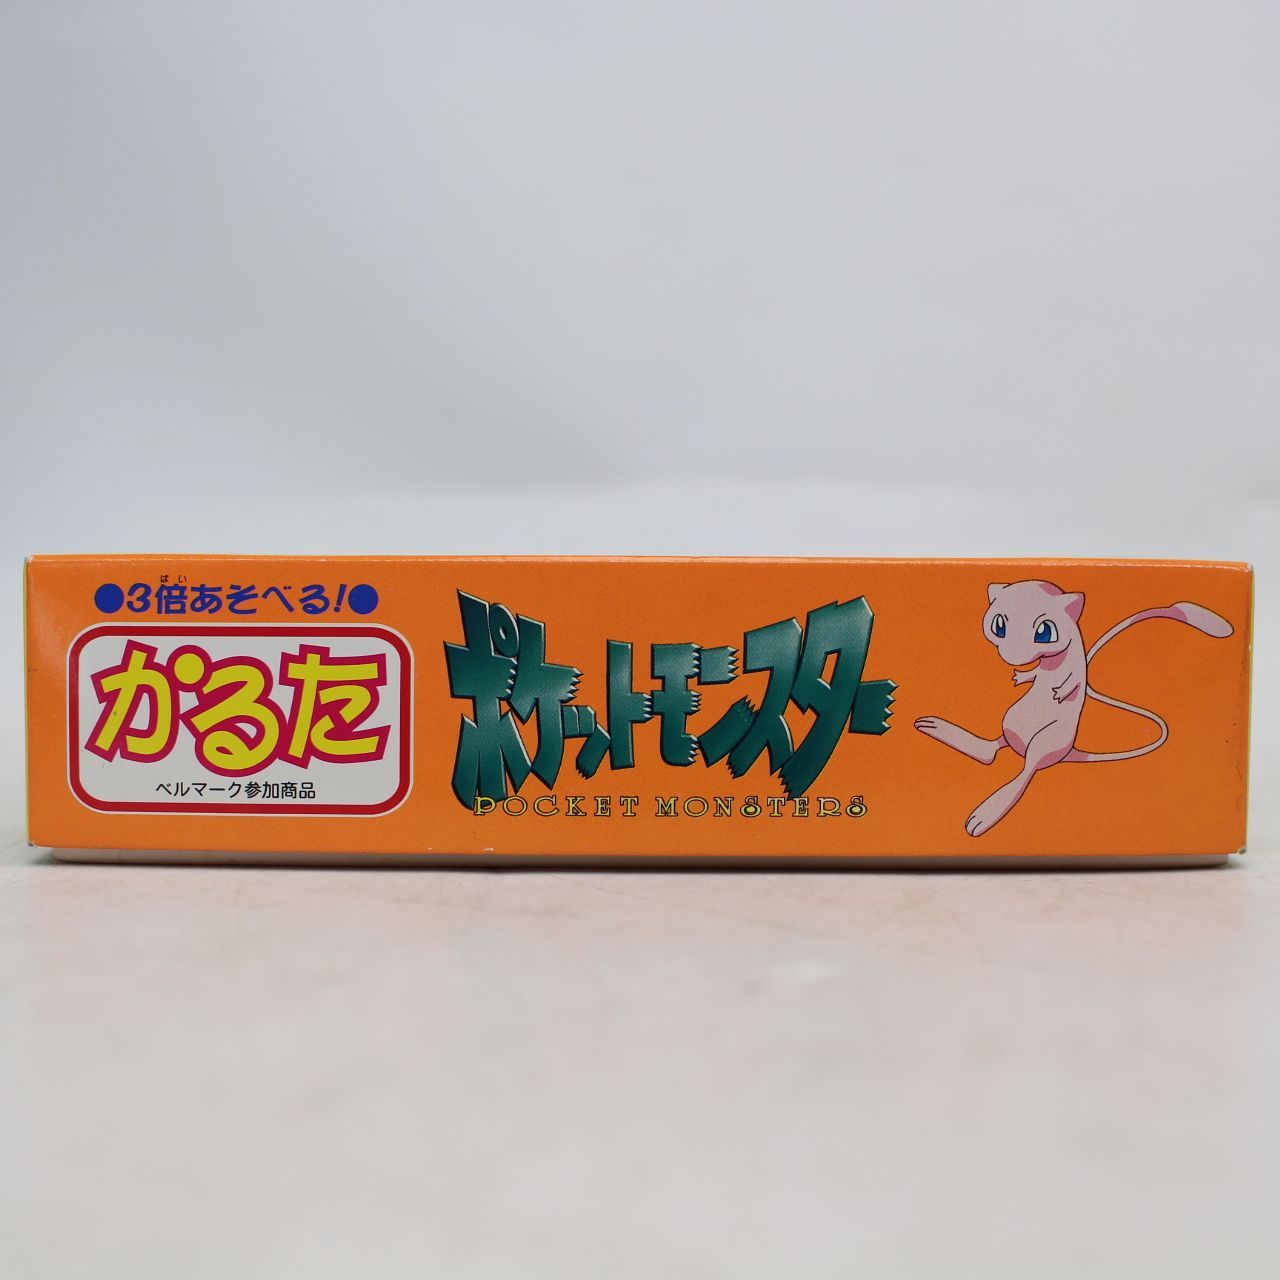 ●3倍あそべる!●
ばい
かるた
ベルマーク参加商品
ポケットモンスター
POCKET MONSTERS